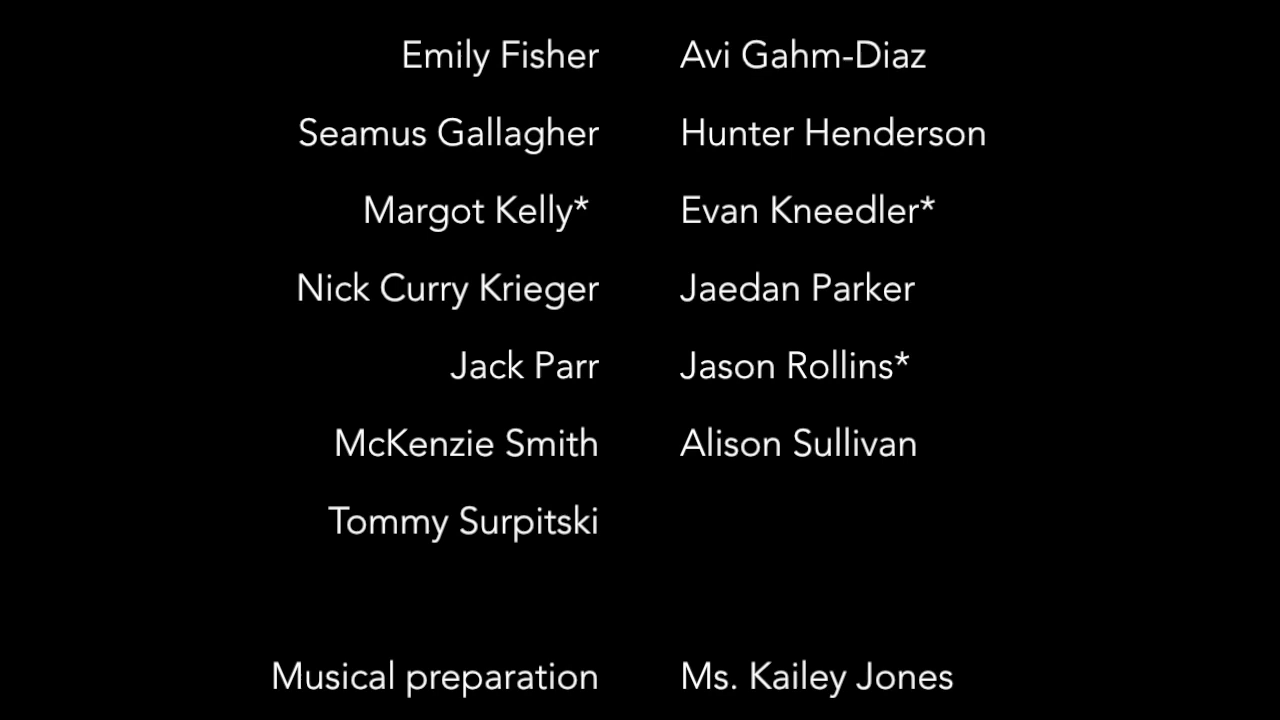 Emily Fisher Avi Gahm-Diaz
Seamus Gallagher Hunter Henderson
Margot Kelly* Evan Kneedler*
Nick Curry Krieger Jaedan Parker
Jack Parr Jason Rollins*
McKenzie Smith Alison Sullivan
Tommy Surpitski
Musical preparation Ms. Kailey Jones